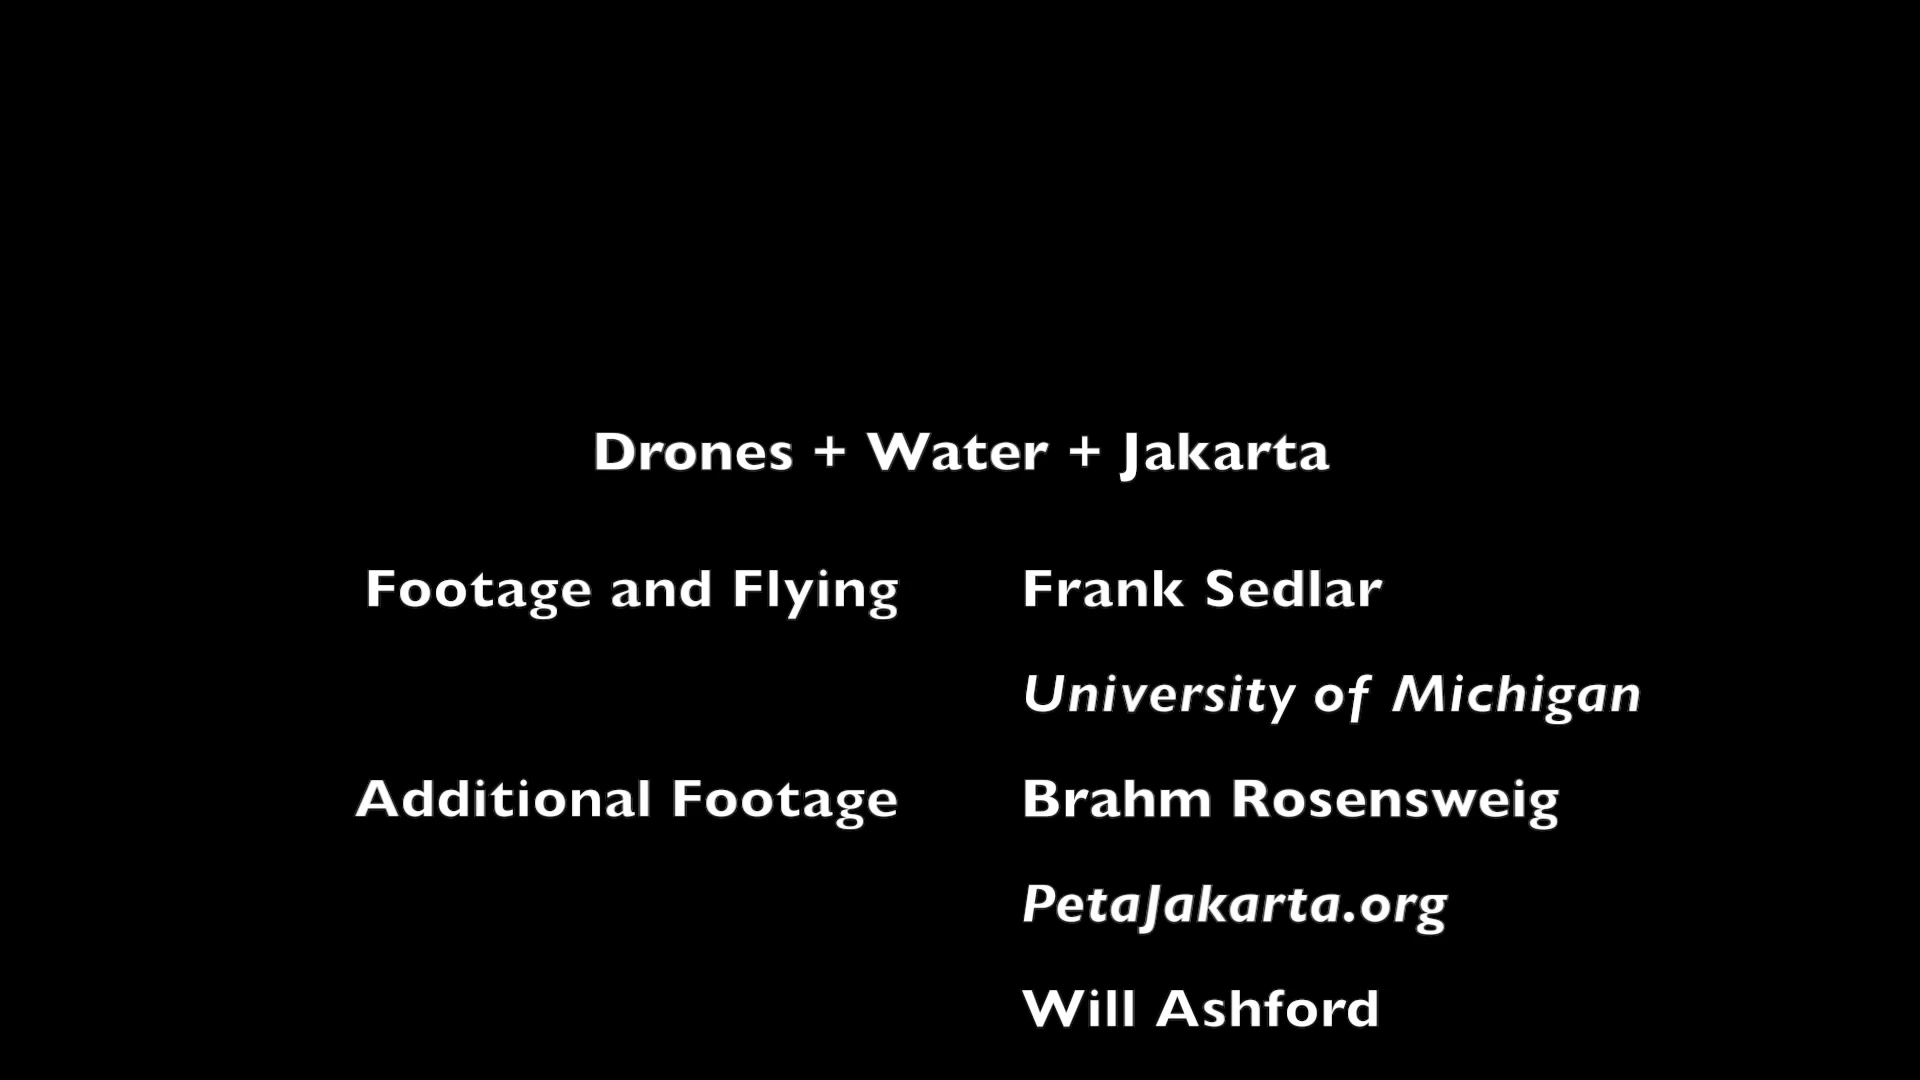 Drones + Water + Jakarta
Footage and Flying Frank Sedlar
University of Michigan
Additional Footage Brahm Rosensweig
PetaJakarta.org
Will Ashford